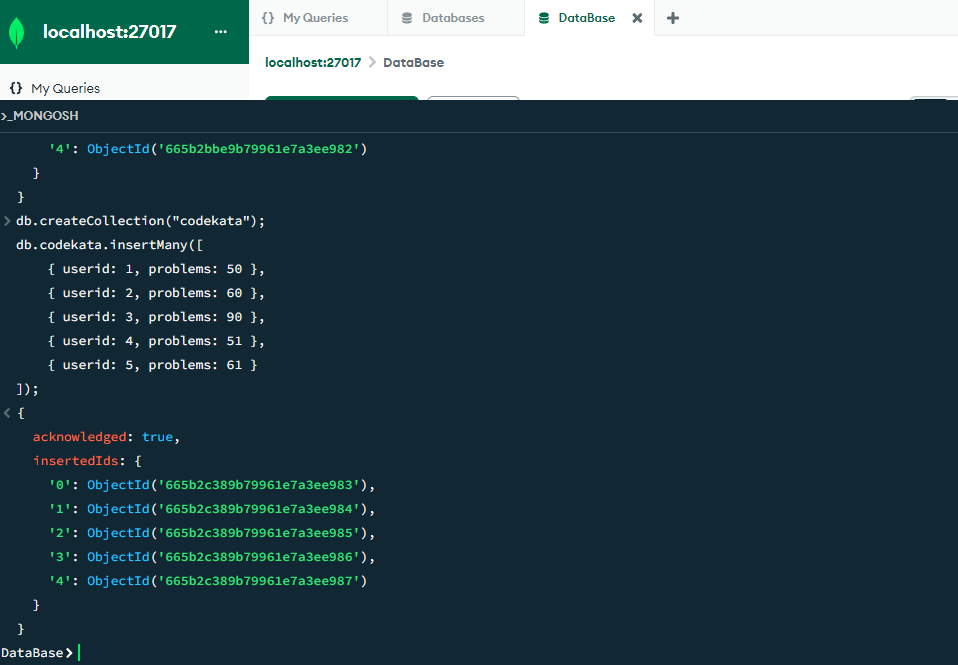 localhost:27017 ...
{} My Queries Databases DataBase × +
localhost:27017 > DataBase
{} My Queries
>_MONGOSH
'4': ObjectId('665b2bbe9b79961e7a3ee982')
}
}
> db.createCollection("codekata");
db.codekata.insertMany([
{ userid: 1, problems: 50 },
{ userid: 2, problems: 60 },
{ userid: 3, problems: 90 },
{ userid: 4, problems: 51 },
{ userid: 5, problems: 61 }
]);
< {
acknowledged: true,
insertedIds: {
'0': ObjectId('665b2c389b79961e7a3ee983'),
'1': ObjectId('665b2c389b79961e7a3ee984'),
'2': ObjectId('665b2c389b79961e7a3ee985'),
'3': ObjectId('665b2c389b79961e7a3ee986'),
'4': ObjectId('665b2c389b79961e7a3ee987')
}
}
DataBase>